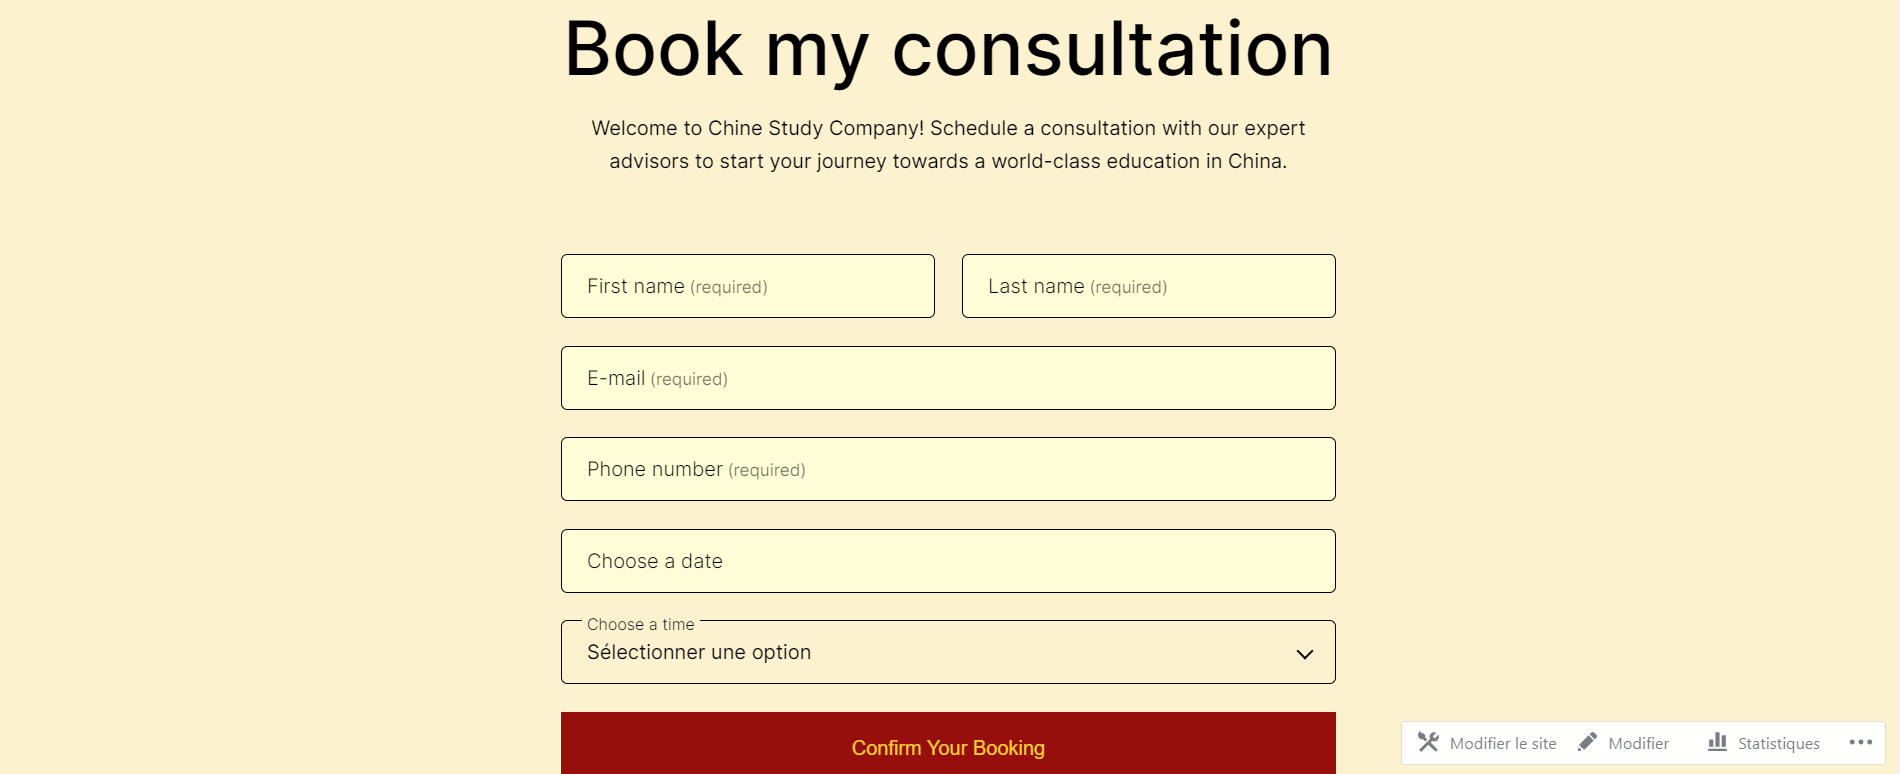 Book my consultation
Welcome to Chine Study Company! Schedule a consultation with our expert
advisors to start your journey towards a world-class education in China.
First name (required)
Last name (required)
E-mail (required)
Phone number (required)
Choose a date
Choose a time
Sélectionner une option
Confirm Your Booking
Modifier le site
Modifier
Statistiques